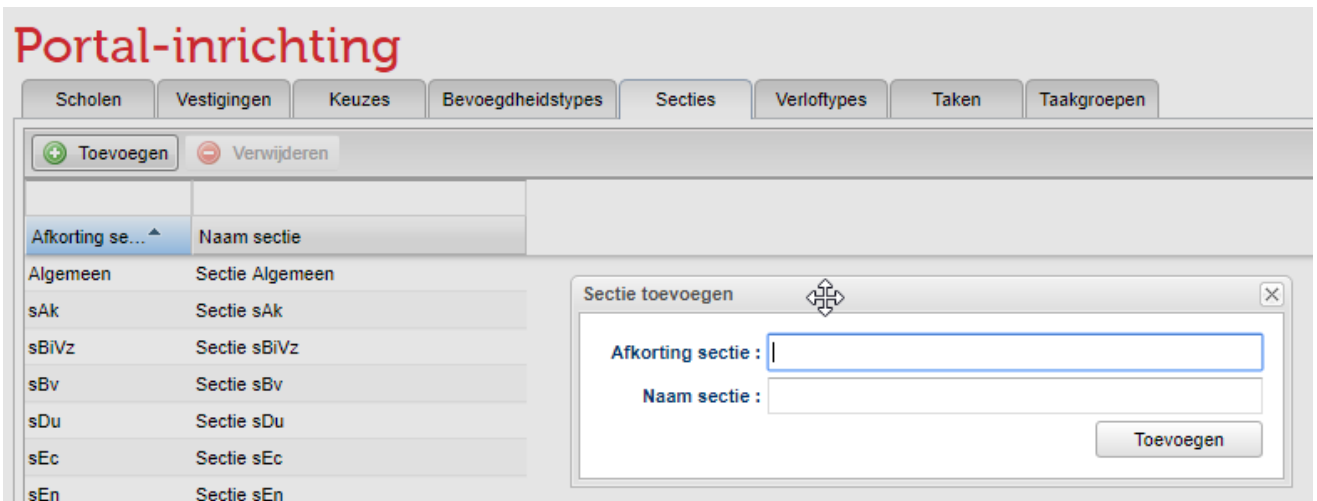 Portal-inrichting
Scholen Vestigingen Keuzes Bevoegdheidstypes Secties Verloftypes Taken Taakgroepen
Toevoegen Verwijderen
Afkorting se... Naam sectie
Algemeen Sectie Algemeen
sAk Sectie sAk
sBiVz Sectie sBiVz
sBv Sectie sBv
sDu Sectie sDu
sEc Sectie sEc
sEn Sectie sEn
Sectie toevoegen
Afkorting sectie :
Naam sectie :
Toevoegen